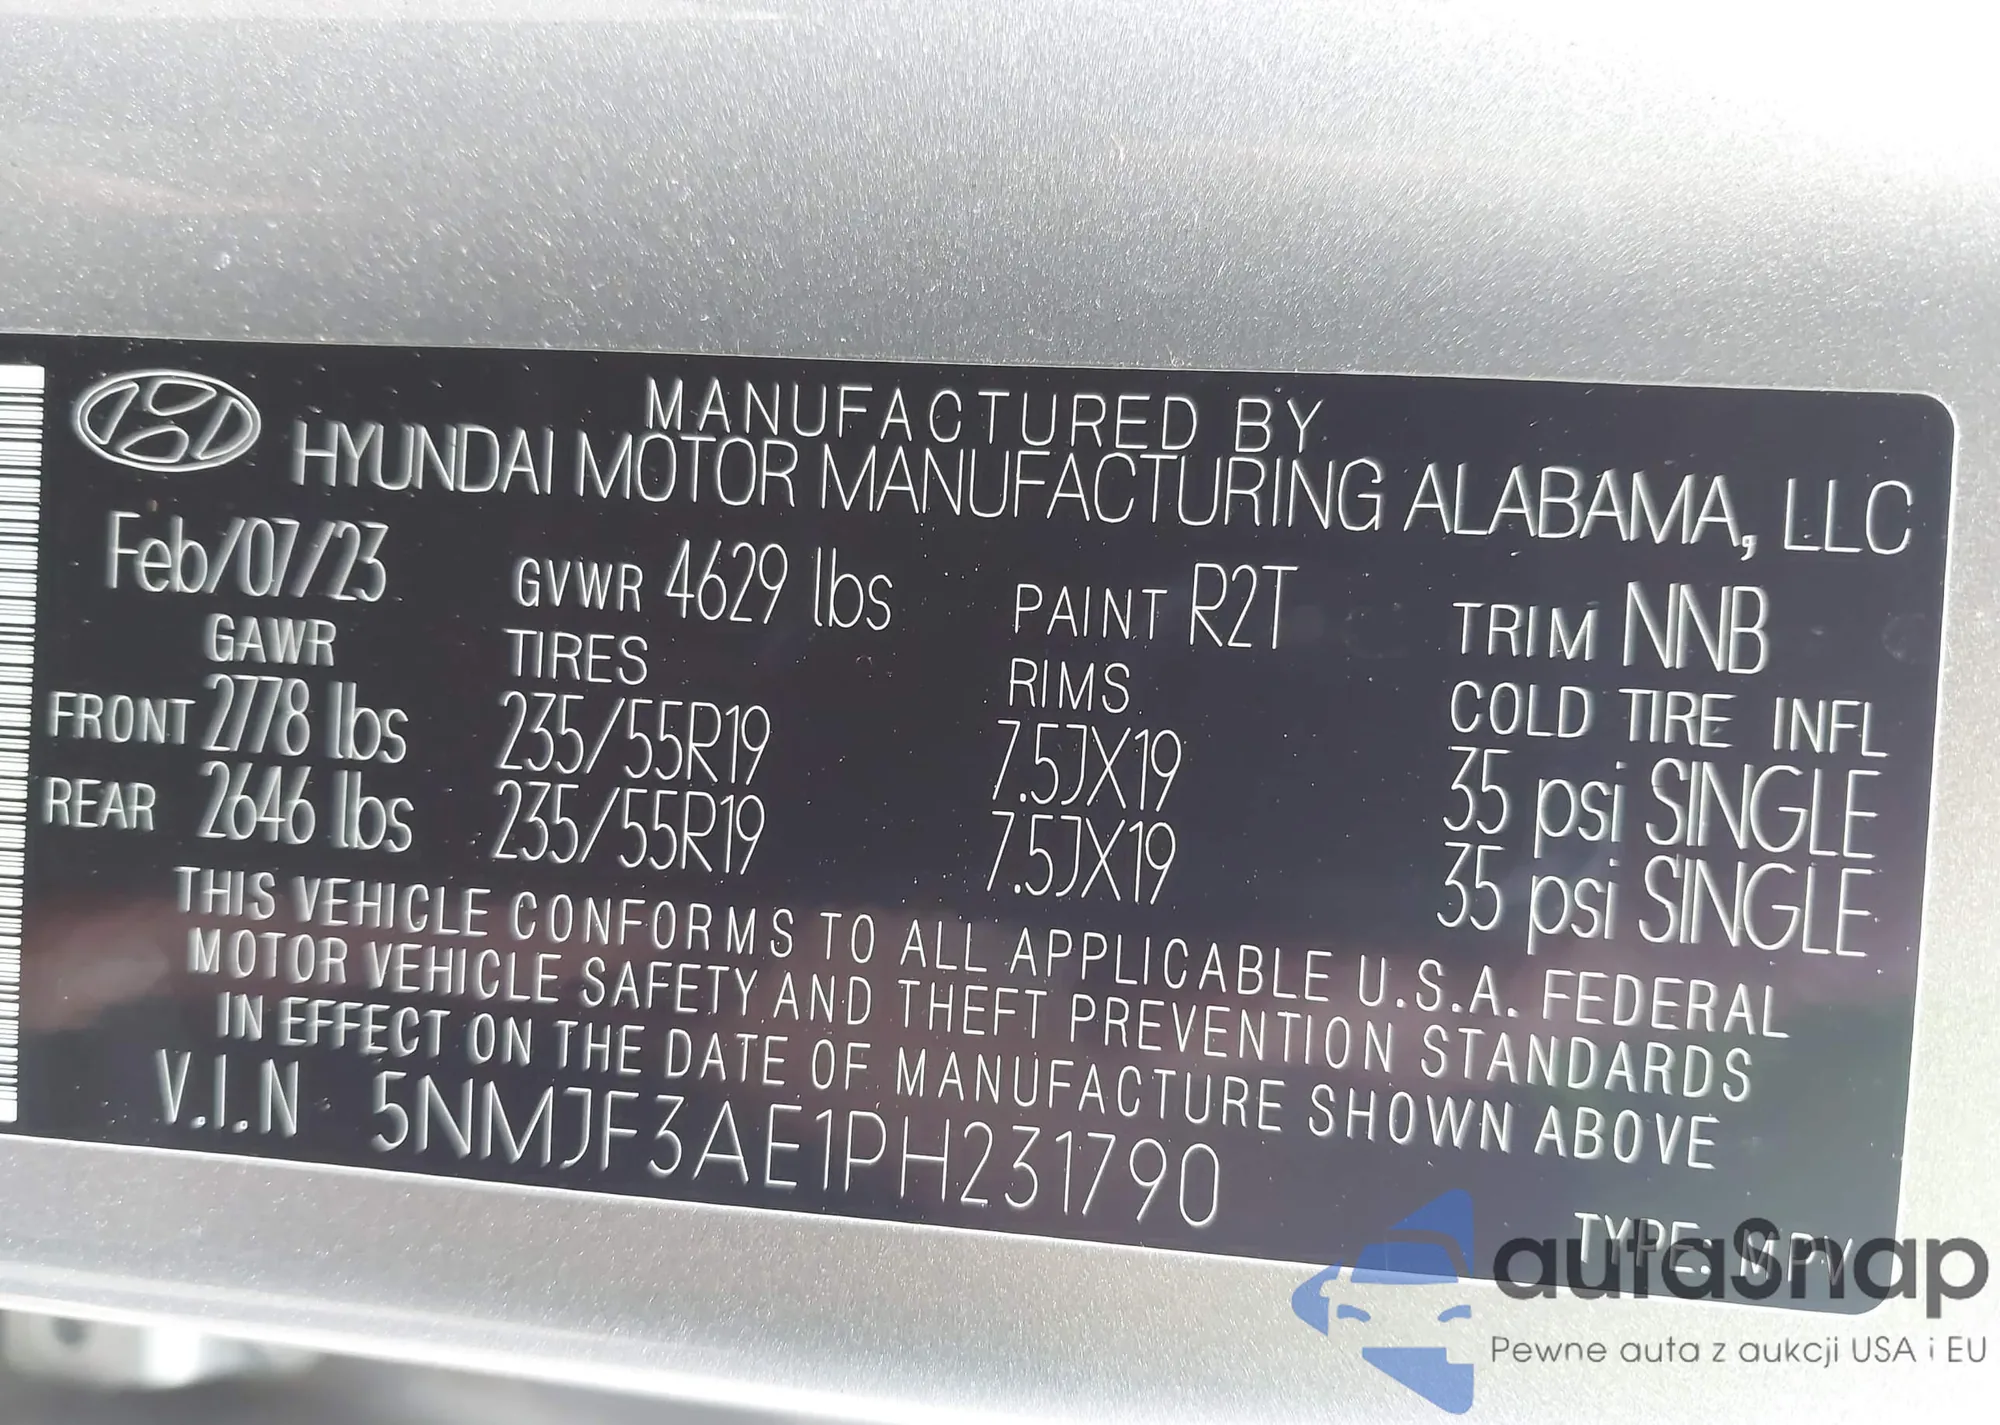 MANUFACTURED BY
HYUNDAI MOTOR MANUFACTURING ALABAMA, LLC
Feb/07/23 GVWR 4629 lbs PAINT R2T TRIM NNB
GAWR TIRES RIMS COLD TIRE INFL
FRONT 2778 lbs 235/55R19 7.5JX19 35 psi SINGLE
REAR 2646 lbs 235/55R19 7.5JX19 35 psi SINGLE
THIS VEHICLE CONFORMS TO ALL APPLICABLE U.S.A. FEDERAL
MOTOR VEHICLE SAFETY AND THEFT PREVENTION STANDARDS
IN EFFECT ON THE DATE OF MANUFACTURE SHOWN ABOVE
V.I.N 5NMJF3AE1PH231790
TYPE: MPV
autaSnap
Pewne auta z aukcji USA i EU